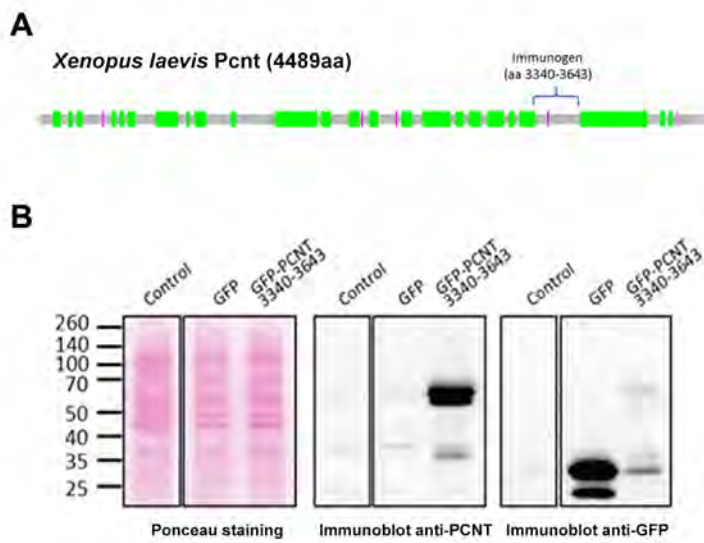 A
Xenopus laevis Pcnt (4489aa)
Immunogen
(aa 3340-3643)
B
Control
GFP
GFP-PCNT
3340-3643
Control
GFP
GFP-PCNT
3340-3643
Control
GFP
GFP-PCNT
3340-3643
260
140
100
70
50
40
35
25
Ponceau staining
Immunoblot anti-PCNT
Immunoblot anti-GFP